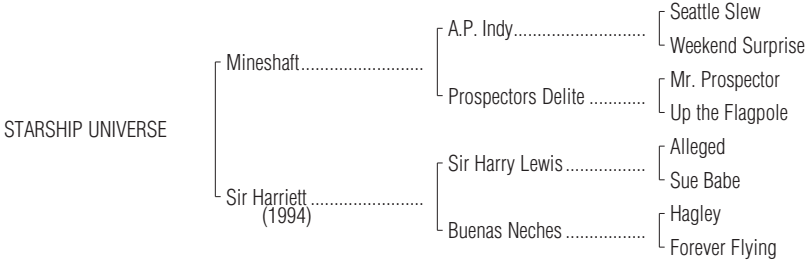 Seattle Slew
A.P. Indy..............................
Weekend Surprise
Mineshaft...........................
Mr. Prospector
Prospectors Delite ............
Up the Flagpole
STARSHIP UNIVERSE
Alleged
Sir Harry Lewis..................
Sue Babe
Sir Harriett .........................
(1994)
Hagley
Buenas Neches ..................
Forever Flying